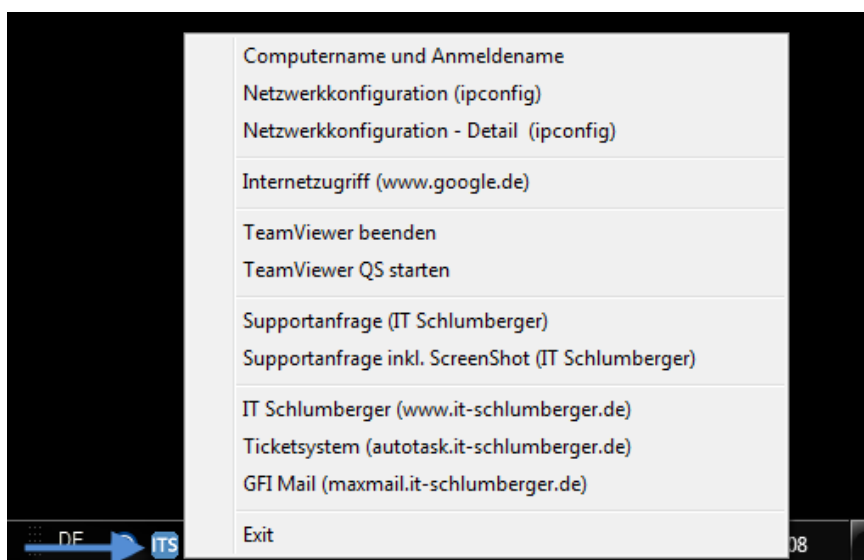 Computername und Anmeldename
Netzwerkkonfiguration (ipconfig)
Netzwerkkonfiguration - Detail  (ipconfig)
Internetzugriff (www.google.de)
TeamViewer beenden
TeamViewer QS starten
Supportanfrage (IT Schlumberger)
Supportanfrage inkl. ScreenShot (IT Schlumberger)
IT Schlumberger (www.it-schlumberger.de)
Ticketsystem (autotask.it-schlumberger.de)
GFI Mail (maxmail.it-schlumberger.de)
Exit
DE ITS 08